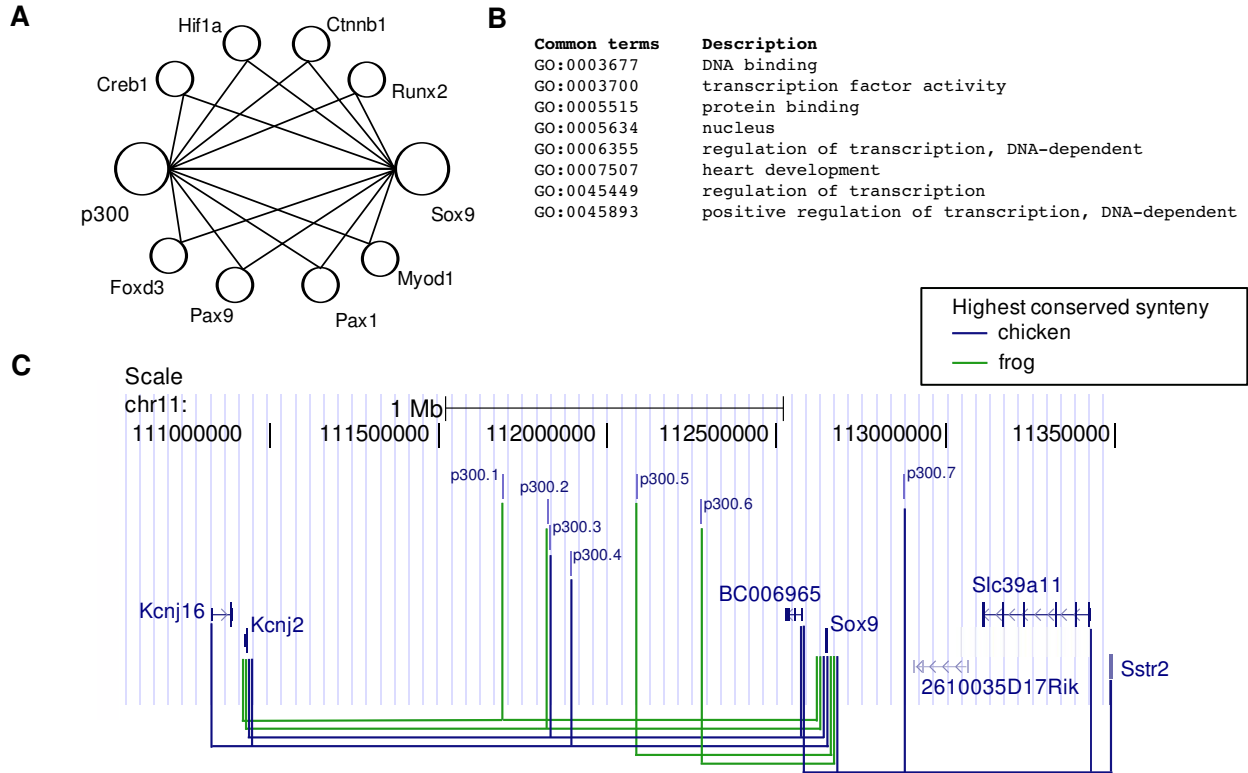 A
Hif1a
Ctnnb1
Creb1
Runx2
p300
Sox9
Foxd3
Myod1
Pax9
Pax1
B
Common terms Description
GO:0003677 DNA binding
GO:0003700 transcription factor activity
GO:0005515 protein binding
GO:0005634 nucleus
GO:0006355 regulation of transcription, DNA-dependent
GO:0007507 heart development
GO:0045449 regulation of transcription
GO:0045893 positive regulation of transcription, DNA-dependent
Highest conserved synteny
chicken
frog
C
Scale
chr11:
1 Mb
111000000 111500000 112000000 112500000 113000000 11350000
p300.1
p300.2
p300.3
p300.4
p300.5
p300.6
p300.7
Kcnj16
Kcnj2
BC006965
Sox9
Slc39a11
2610035D17Rik
Sstr2